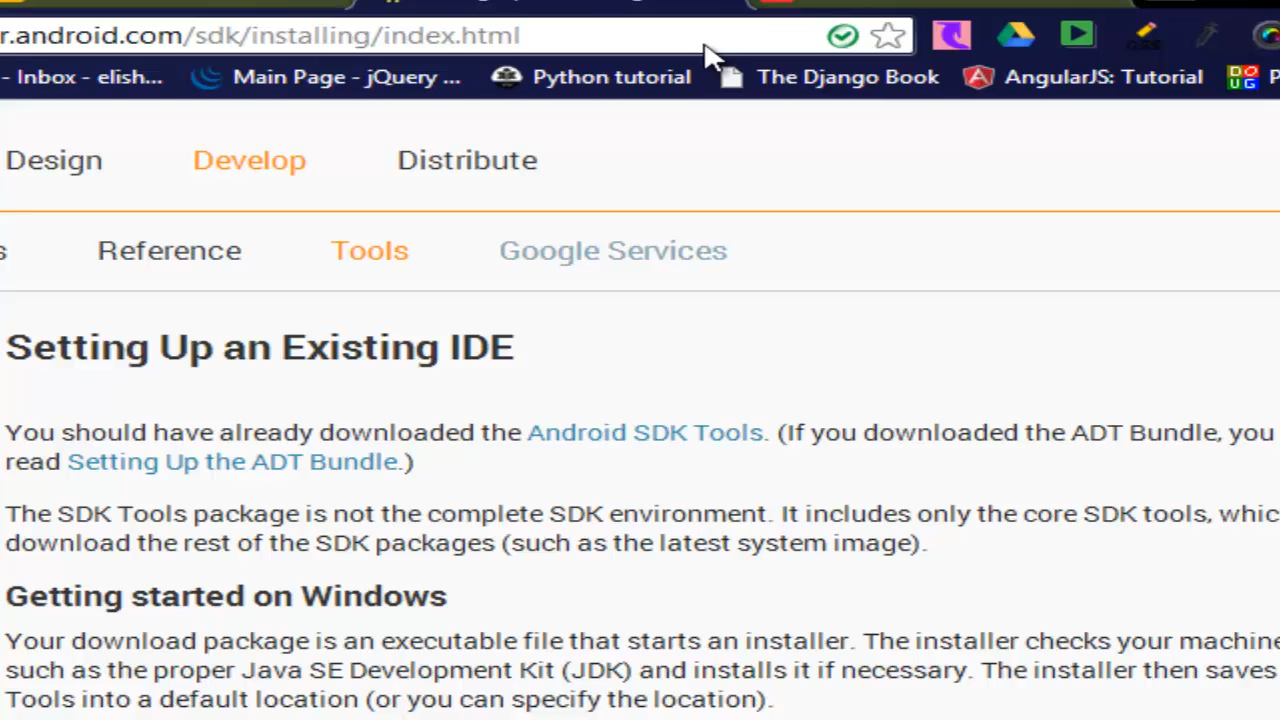 r.android.com/sdk/installing/index.html
- Inbox - elish... Main Page - jQuery ... Python tutorial The Django Book AngularJS: Tutorial P
Design Develop Distribute
s Reference Tools Google Services
Setting Up an Existing IDE
You should have already downloaded the Android SDK Tools. (If you downloaded the ADT Bundle, you
read Setting Up the ADT Bundle.)
The SDK Tools package is not the complete SDK environment. It includes only the core SDK tools, whic
download the rest of the SDK packages (such as the latest system image).
Getting started on Windows
Your download package is an executable file that starts an installer. The installer checks your machine
such as the proper Java SE Development Kit (JDK) and installs it if necessary. The installer then saves
Tools into a default location (or you can specify the location).